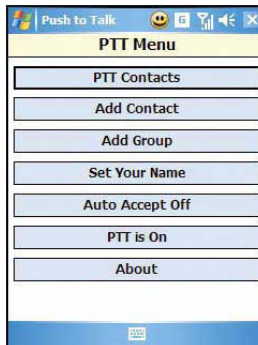 Push to Talk G
PTT Menu
PTT Contacts
Add Contact
Add Group
Set Your Name
Auto Accept Off
PTT is On
About